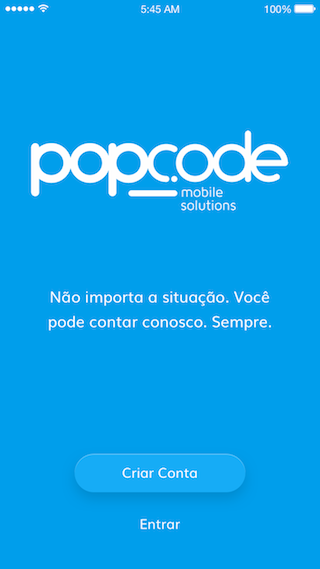 5:45 AM
100%
popcode
mobile
solutions
Não importa a situação. Você
pode contar conosco. Sempre.
Criar Conta
Entrar